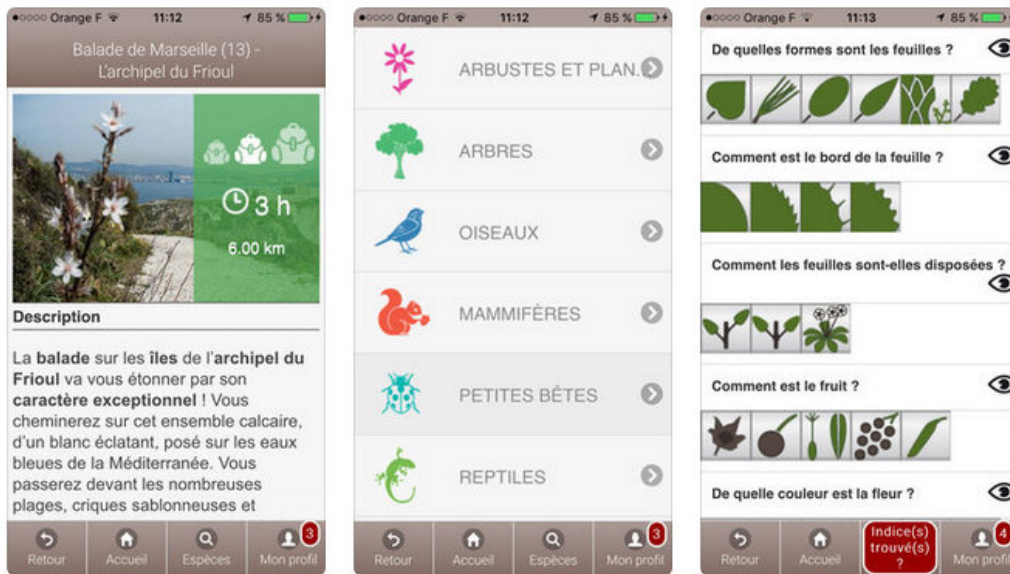 Orange F 11:12 85 %
Balade de Marseille (13) -
L'archipel du Frioul
3 h
6.00 km
Description
La balade sur les îles de l'archipel du
Frioul va vous étonner par son
caractère exceptionnel ! Vous
cheminerez sur cet ensemble calcaire,
d'un blanc éclatant, posé sur les eaux
bleues de la Méditerranée. Vous
passerez devant les nombreuses
plages, criques sablonneuses et
Retour Accueil Espèces Mon profil 3
Orange F 11:12 85 %
ARBUSTES ET PLAN.
ARBRES
OISEAUX
MAMMIFÈRES
PETITES BÊTES
REPTILES
Retour Accueil Espèces Mon profil 3
Orange F 11:13 85 %
De quelles formes sont les feuilles ?
Comment est le bord de la feuille ?
Comment les feuilles sont-elles disposées ?
Comment est le fruit ?
De quelle couleur est la fleur ?
Retour Accueil Indice(s) trouvé(s) ? Mon profil 4